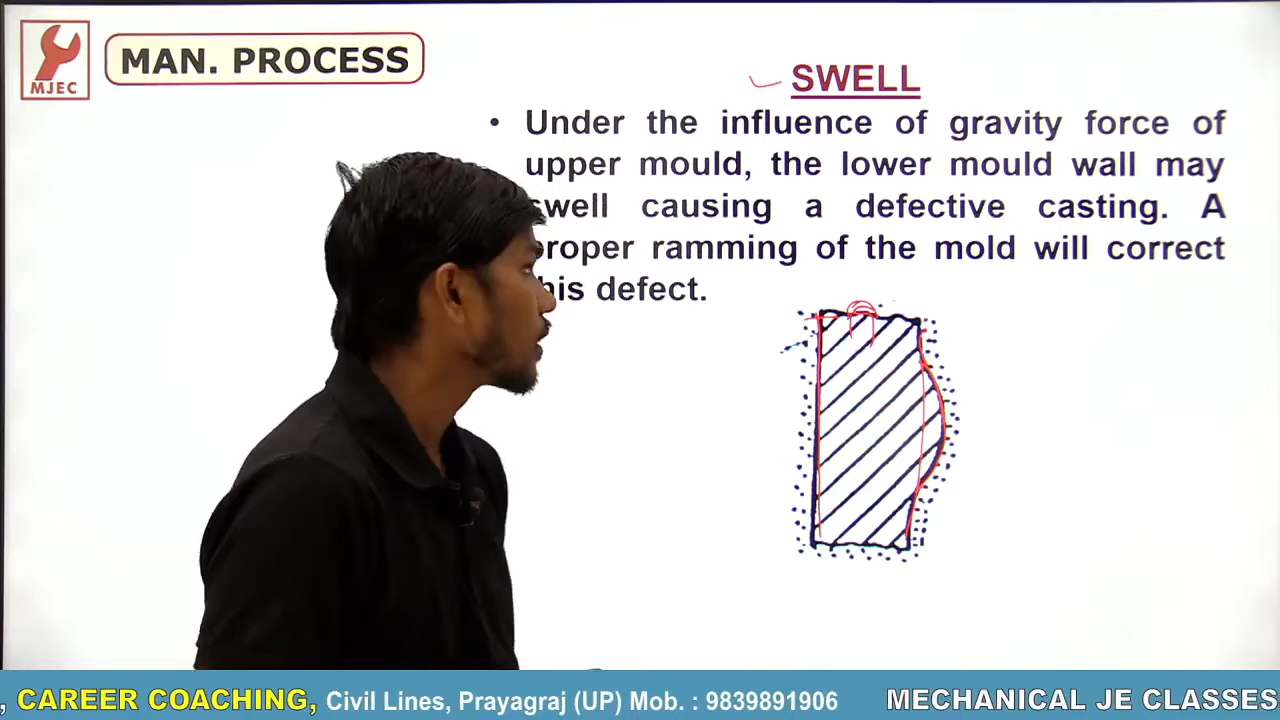 MJEC
MAN. PROCESS
SWELL
• Under the influence of gravity force of
upper mould, the lower mould wall may
swell causing a defective casting. A
proper ramming of the mold will correct
this defect.
, CAREER COACHING, Civil Lines, Prayagraj (UP) Mob. : 9839891906 MECHANICAL JE CLASSES